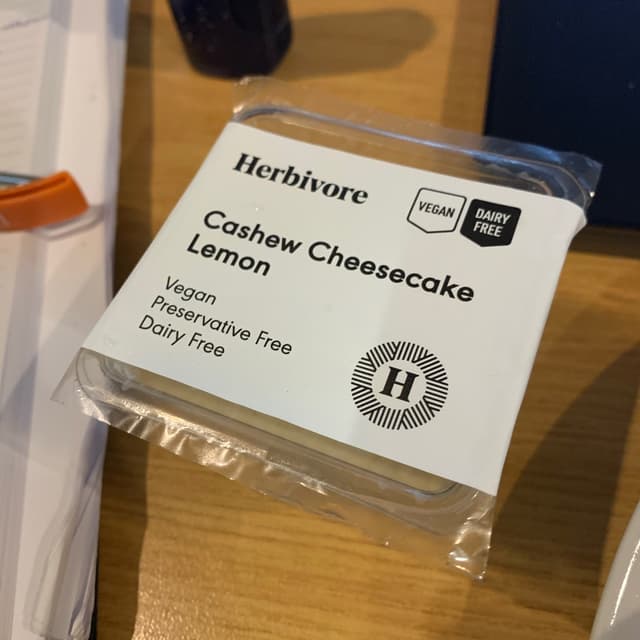 Herbivore
VEGAN
DAIRY
FREE
Cashew Cheesecake
Lemon
Vegan
Preservative Free
Dairy Free
H